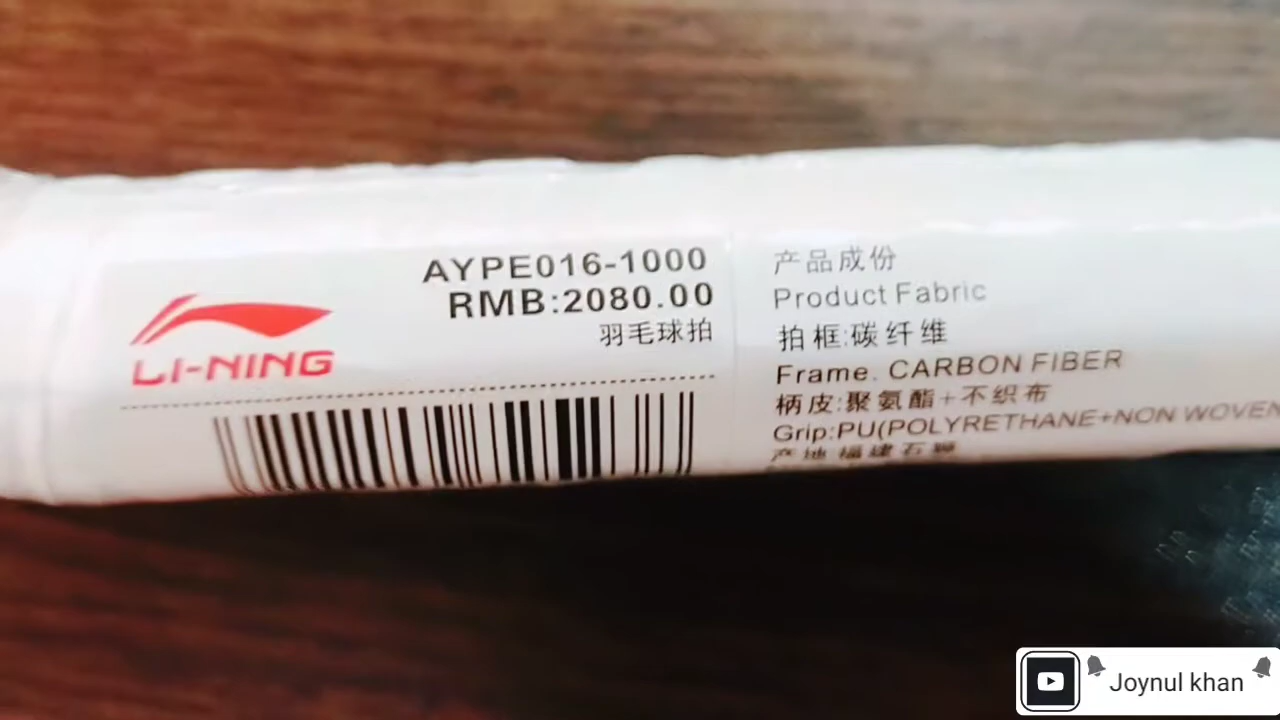 LI-NING
AYPE016-1000
RMB:2080.00
羽毛球拍
产品成份
Product Fabric
拍框:碳纤维
Frame. CARBON FIBER
柄皮:聚氨酯+不织布
Grip:PU(POLYRETHANE+NON WOVEN
产地 福建石狮
Joynul khan